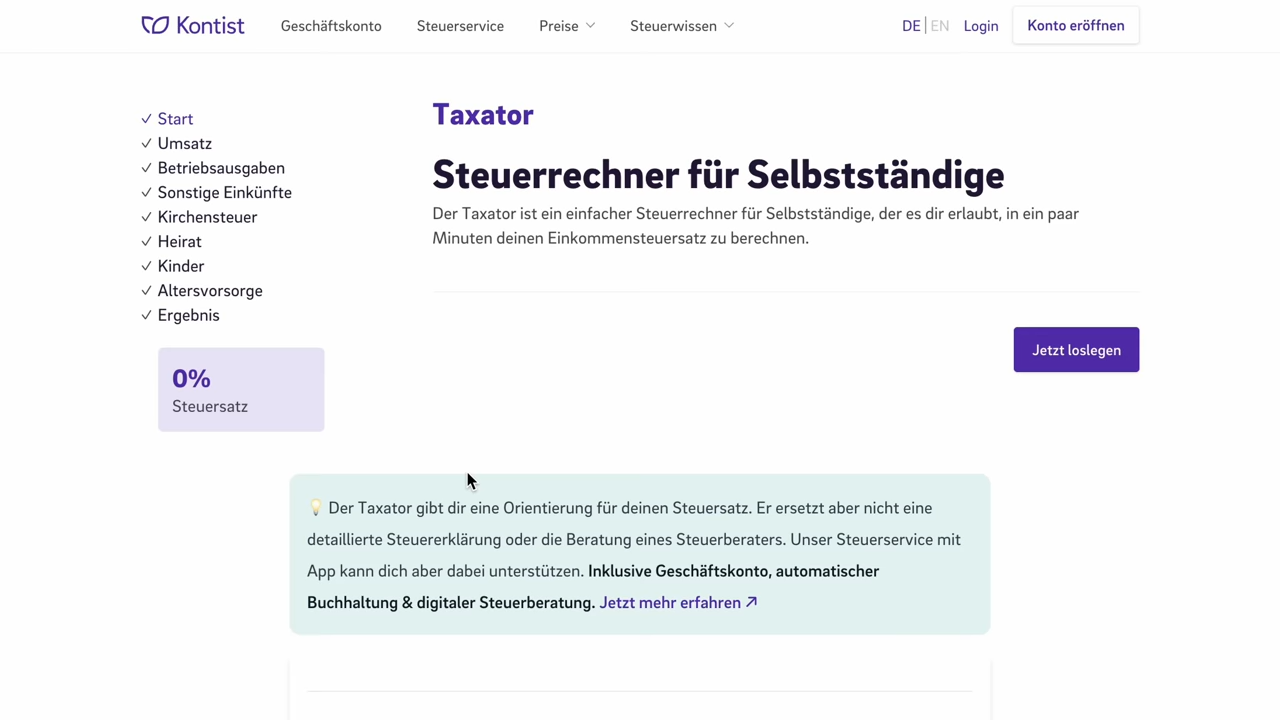 Kontist
Geschäftskonto
Steuerservice
Preise
Steuerwissen
DE | EN
Login
Konto eröffnen
✓ Start
✓ Umsatz
✓ Betriebsausgaben
✓ Sonstige Einkünfte
✓ Kirchensteuer
✓ Heirat
✓ Kinder
✓ Altersvorsorge
✓ Ergebnis
0%
Steuersatz
Taxator
Steuerrechner für Selbstständige
Der Taxator ist ein einfacher Steuerrechner für Selbstständige, der es dir erlaubt, in ein paar
Minuten deinen Einkommensteuersatz zu berechnen.
Jetzt loslegen
💡 Der Taxator gibt dir eine Orientierung für deinen Steuersatz. Er ersetzt aber nicht eine
detaillierte Steuererklärung oder die Beratung eines Steuerberaters. Unser Steuerservice mit
App kann dich aber dabei unterstützen. Inklusive Geschäftskonto, automatischer
Buchhaltung & digitaler Steuerberatung. Jetzt mehr erfahren ↗